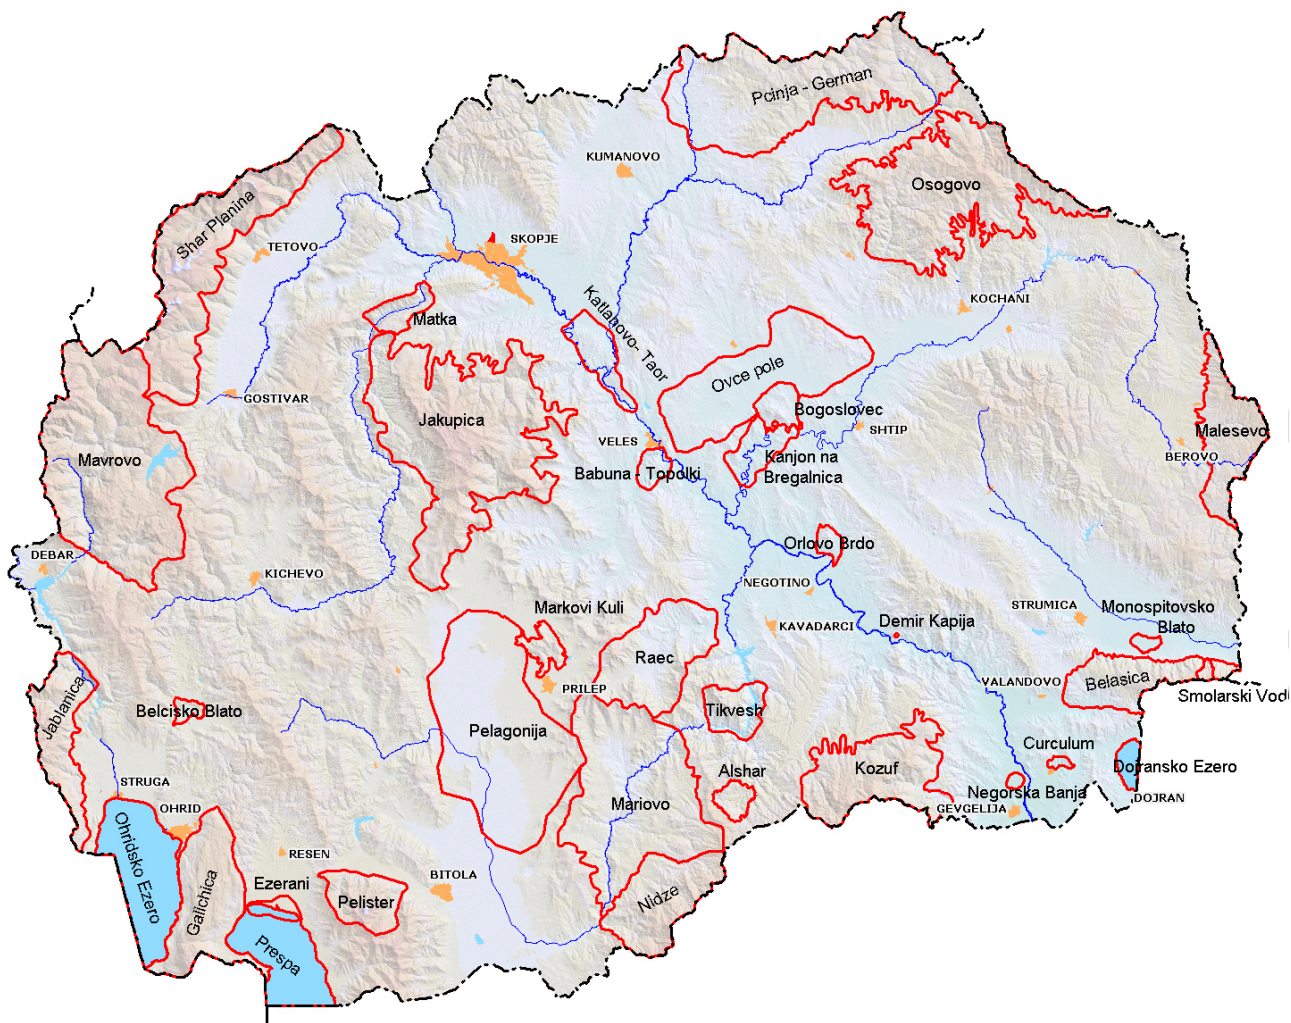 Pcinja - German
KUMANOVO
Osogovo
Shar Planina
TETOVO
SKOPJE
KOCHANI
Matka
Katlanovo- Taor
Ovce pole
GOSTIVAR
Jakupica
Bogoslovec
SHTIP
Malesevo
VELES
BEROVO
Mavrovo
Babuna - Topolki
Kanjon na
Bregalnica
Orlovo Brdo
DEBAR
KICHEVO
NEGOTINO
Markovi Kuli
STRUMICA
Monospitovsko
Blato
KAVADARCI
Demir Kapija
Raec
PRILEP
VALANDOVO
Belasica
Smolarski Vod
Jablanica
Belcisko Blato
Tikvesh
Pelagonija
Curculum
Kozuf
Dojransko Ezero
Alshar
STRUGA
Negorska Banja
DOJRAN
OHRID
Mariovo
GEVGELIJA
Ohridsko Ezero
RESEN
BITOLA
Ezerani
Galichica
Pelister
Nidze
Prespa